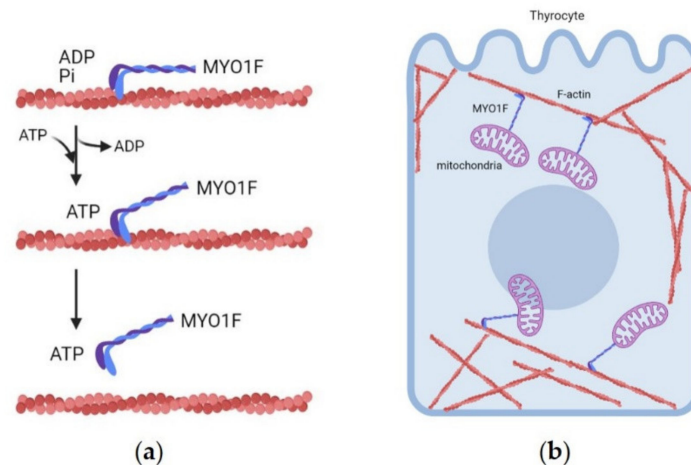 ADP
Pi
MYO1F
ATP
ADP
ATP
MYO1F
ATP
MYO1F
(a)
Thyrocyte
F-actin
MYO1F
mitochondria
(b)